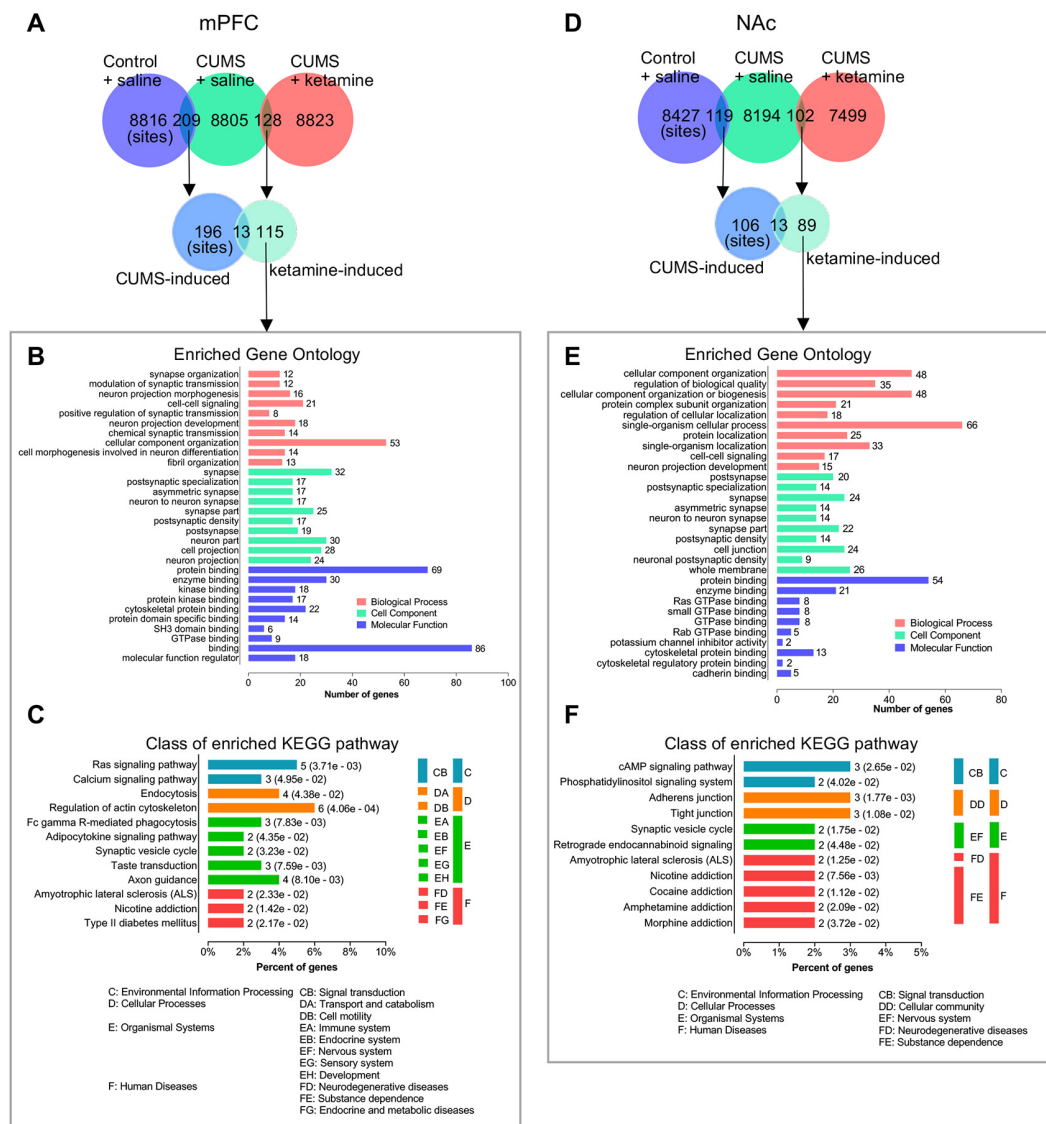 A
mPFC
Control
+ saline
CUMS
+ saline
CUMS
+ ketamine
8816
(sites)
209
8805
128
8823
196
(sites)
13
115
CUMS-induced
ketamine-induced
B
Enriched Gene Ontology
synapse organization 12
modulation of synaptic transmission 12
neuron projection morphogenesis 16
cell-cell signaling 21
positive regulation of synaptic transmission 8
neuron projection development 18
chemical synaptic transmission 14
cellular component organization 53
cell morphogenesis involved in neuron differentiation 14
fibril organization 13
synapse 32
postsynaptic specialization 17
asymmetric synapse 17
neuron to neuron synapse 17
synapse part 25
postsynaptic density 17
postsynapse 19
neuron part 30
cell projection 28
neuron projection 24
protein binding 69
enzyme binding 30
kinase binding 18
protein kinase binding 17
cytoskeletal protein binding 22
protein domain specific binding 14
SH3 domain binding 6
GTPase binding 9
binding 86
molecular function regulator 18
Biological Process
Cell Component
Molecular Function
0 20 40 60 80 100
Number of genes
C
Class of enriched KEGG pathway
Ras signaling pathway 5 (3.71e - 03)
Calcium signaling pathway 3 (4.95e - 02)
Endocytosis 4 (4.38e - 02)
Regulation of actin cytoskeleton 6 (4.06e - 04)
Fc gamma R-mediated phagocytosis 3 (7.83e - 03)
Adipocytokine signaling pathway 2 (4.35e - 02)
Synaptic vesicle cycle 2 (3.23e - 02)
Taste transduction 3 (7.59e - 03)
Axon guidance 4 (8.10e - 03)
Amyotrophic lateral sclerosis (ALS) 2 (2.33e - 02)
Nicotine addiction 2 (1.42e - 02)
Type II diabetes mellitus 2 (2.17e - 02)
CB
DA
DB
EA
EB
EF
EG
EH
FD
FE
FG
C
D
E
F
0% 2% 4% 6% 8% 10%
Percent of genes
C: Environmental Information Processing CB: Signal transduction
D: Cellular Processes DA: Transport and catabolism
DB: Cell motility
E: Organismal Systems EA: Immune system
EB: Endocrine system
EF: Nervous system
EG: Sensory system
EH: Development
F: Human Diseases FD: Neurodegenerative diseases
FE: Substance dependence
FG: Endocrine and metabolic diseases
D
NAc
Control
+ saline
CUMS
+ saline
CUMS
+ ketamine
8427
(sites)
119
8194
102
7499
106
(sites)
13
89
CUMS-induced
ketamine-induced
E
Enriched Gene Ontology
cellular component organization 48
regulation of biological quality 35
cellular component organization or biogenesis 48
protein complex subunit organization 21
regulation of cellular localization 18
single-organism cellular process 66
protein localization 25
single-organism localization 33
cell-cell signaling 17
neuron projection development 15
postsynapse 20
postsynaptic specialization 14
synapse 24
asymmetric synapse 14
neuron to neuron synapse 14
synapse part 22
postsynaptic density 14
cell junction 24
neuronal postsynaptic density 9
whole membrane 26
protein binding 54
enzyme binding 21
Ras GTPase binding 8
small GTPase binding 8
GTPase binding 8
Rab GTPase binding 5
potassium channel inhibitor activity 2
cytoskeletal protein binding 13
cytoskeletal regulatory protein binding 2
cadherin binding 5
Biological Process
Cell Component
Molecular Function
0 20 40 60 80
Number of genes
F
Class of enriched KEGG pathway
cAMP signaling pathway 3 (2.65e - 02)
Phosphatidylinositol signaling system 2 (4.02e - 02)
Adherens junction 3 (1.77e - 03)
Tight junction 3 (1.08e - 02)
Synaptic vesicle cycle 2 (1.75e - 02)
Retrograde endocannabinoid signaling 2 (4.48e - 02)
Amyotrophic lateral sclerosis (ALS) 2 (1.25e - 02)
Nicotine addiction 2 (7.56e - 03)
Cocaine addiction 2 (1.12e - 02)
Amphetamine addiction 2 (2.09e - 02)
Morphine addiction 2 (3.72e - 02)
CB
DD
EF
FD
FE
C
D
E
F
0% 1% 2% 3% 4% 5%
Percent of genes
C: Environmental Information Processing CB: Signal transduction
D: Cellular Processes DD: Cellular community
E: Organismal Systems EF: Nervous system
F: Human Diseases FD: Neurodegenerative diseases
FE: Substance dependence